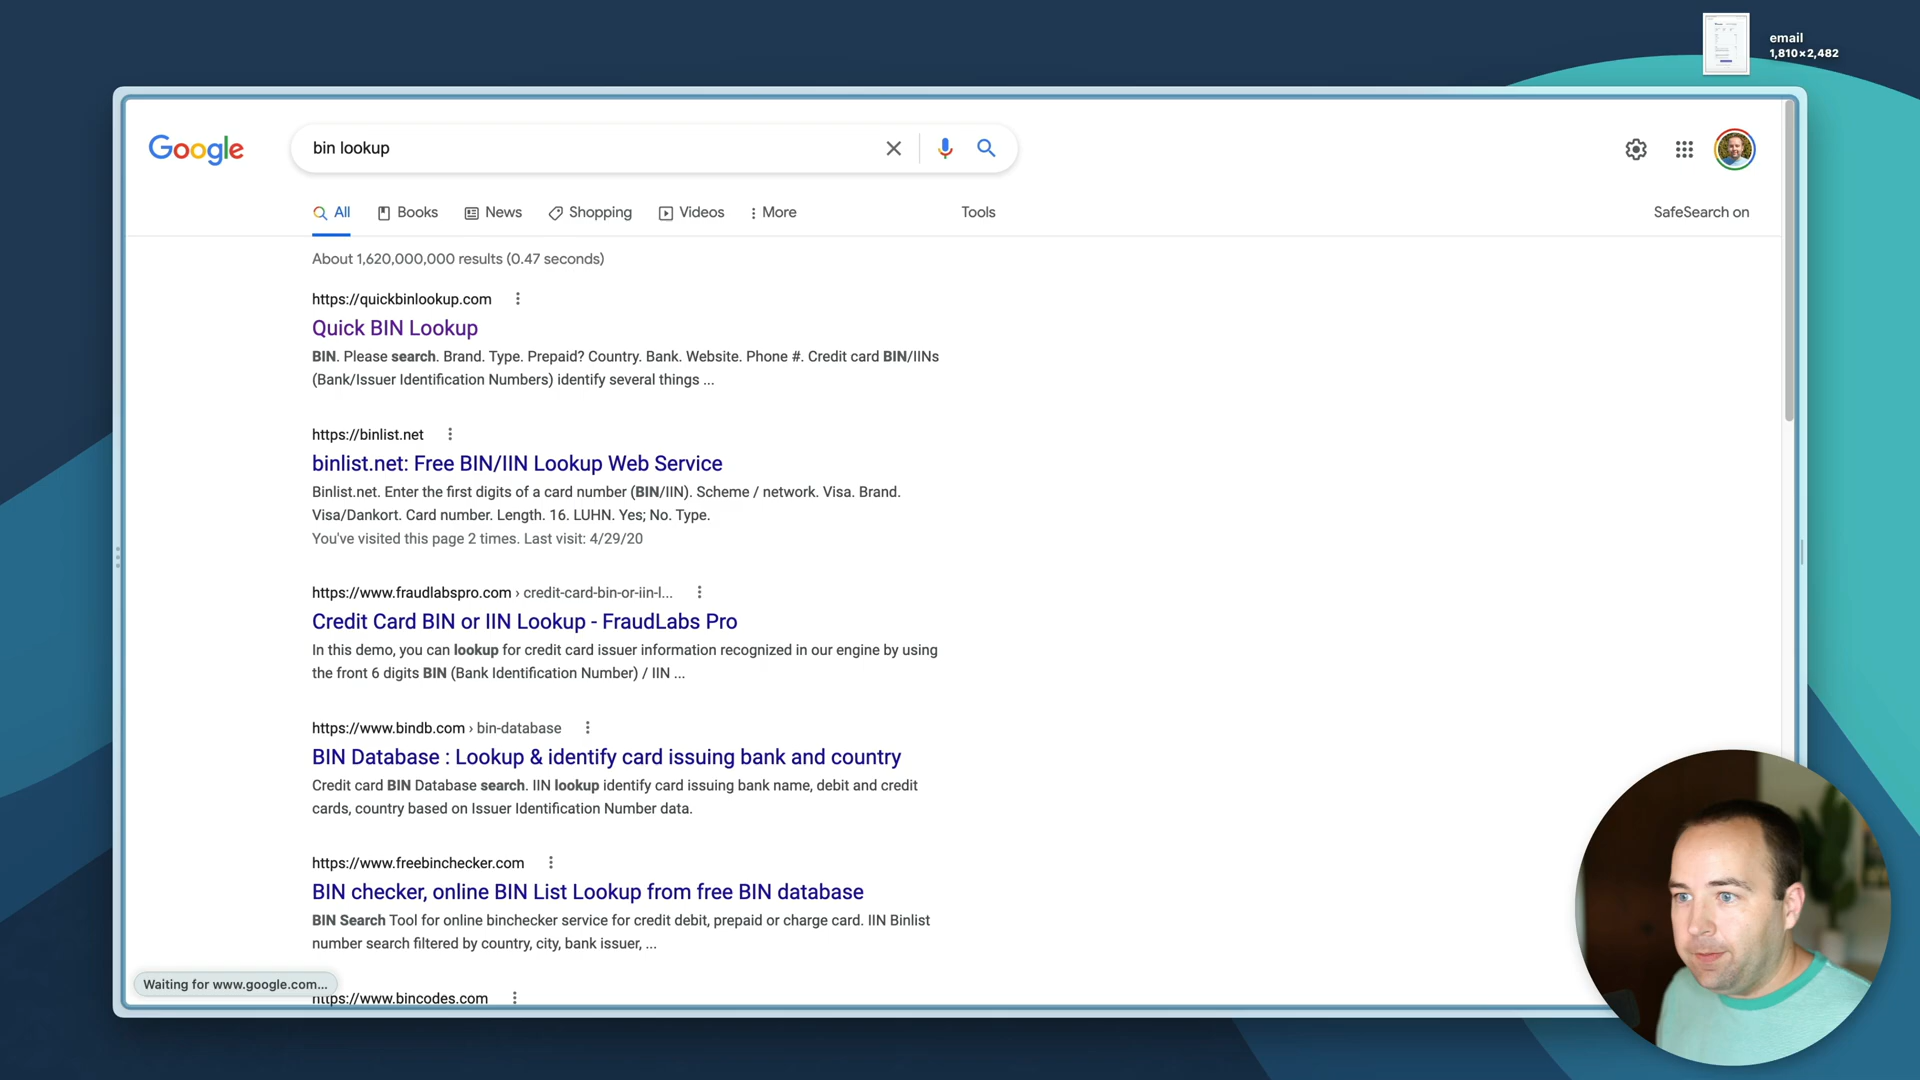 email
1,810×2,482
Google
bin lookup
All
Books
News
Shopping
Videos
More
Tools
SafeSearch on
About 1,620,000,000 results (0.47 seconds)
https://quickbinlookup.com
Quick BIN Lookup
BIN. Please search. Brand. Type. Prepaid? Country. Bank. Website. Phone #. Credit card BIN/IINs
(Bank/Issuer Identification Numbers) identify several things ...
https://binlist.net
binlist.net: Free BIN/IIN Lookup Web Service
Binlist.net. Enter the first digits of a card number (BIN/IIN). Scheme / network. Visa. Brand.
Visa/Dankort. Card number. Length. 16. LUHN. Yes; No. Type.
You've visited this page 2 times. Last visit: 4/29/20
https://www.fraudlabspro.com › credit-card-bin-or-iin-l...
Credit Card BIN or IIN Lookup - FraudLabs Pro
In this demo, you can lookup for credit card issuer information recognized in our engine by using
the front 6 digits BIN (Bank Identification Number) / IIN ...
https://www.bindb.com › bin-database
BIN Database : Lookup & identify card issuing bank and country
Credit card BIN Database search. IIN lookup identify card issuing bank name, debit and credit
cards, country based on Issuer Identification Number data.
https://www.freebinchecker.com
BIN checker, online BIN List Lookup from free BIN database
BIN Search Tool for online binchecker service for credit debit, prepaid or charge card. IIN Binlist
number search filtered by country, city, bank issuer, ...
Waiting for www.google.com...
https://www.bincodes.com